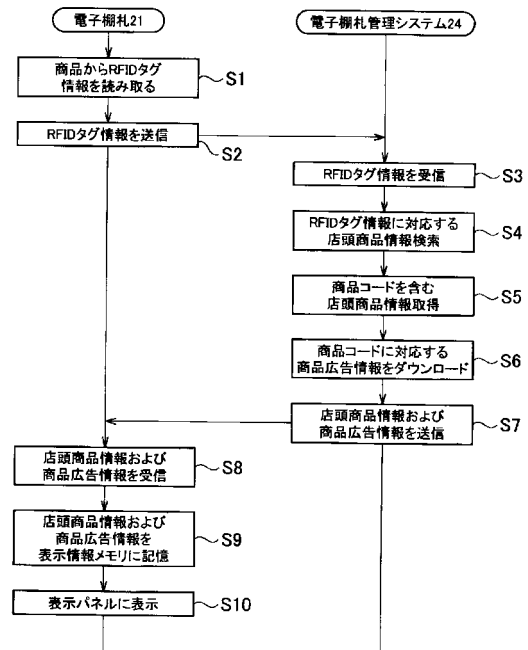 電子棚札21
電子棚札管理システム24
商品からRFIDタグ
情報を読み取る
S1
RFIDタグ情報を送信
S2
RFIDタグ情報を受信
S3
RFIDタグ情報に対応する
店頭商品情報検索
S4
商品コードを含む
店頭商品情報取得
S5
商品コードに対応する
商品広告情報をダウンロード
S6
店頭商品情報および
商品広告情報を送信
S7
店頭商品情報および
商品広告情報を受信
S8
店頭商品情報および
商品広告情報を
表示情報メモリに記憶
S9
表示パネルに表示
S10